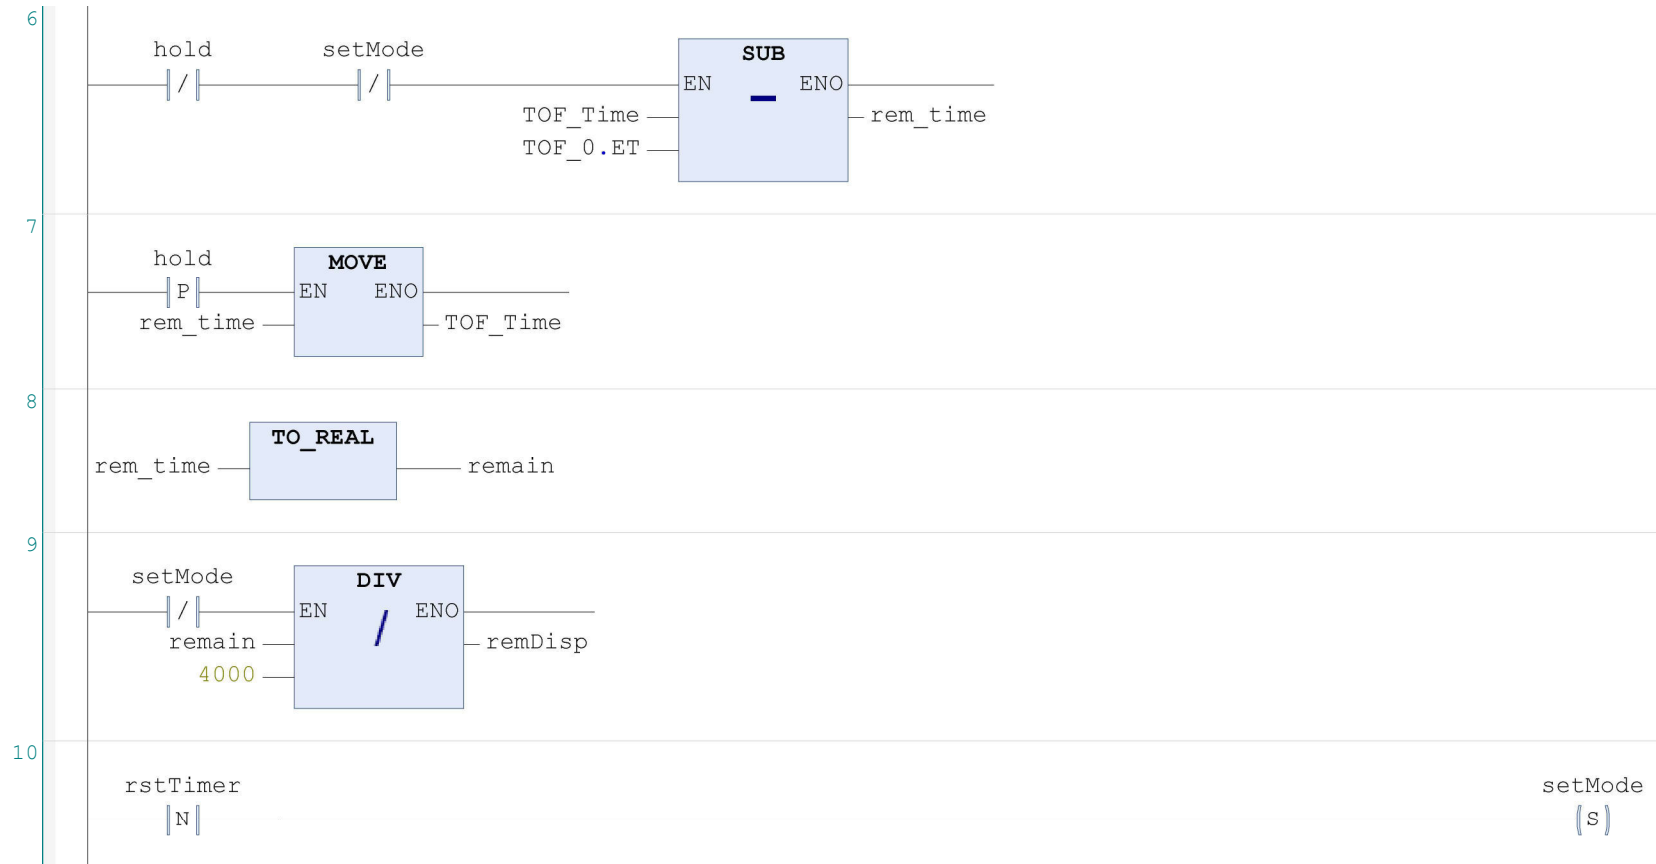 6
hold setMode
/ /
SUB
EN ENO
TOF_Time rem_time
TOF_0.ET
7
hold
P
MOVE
EN ENO
rem_time TOF_Time
8
TO_REAL
rem_time remain
9
setMode
/
DIV
EN ENO
/
remain remDisp
4000
10
rstTimer setMode
N S